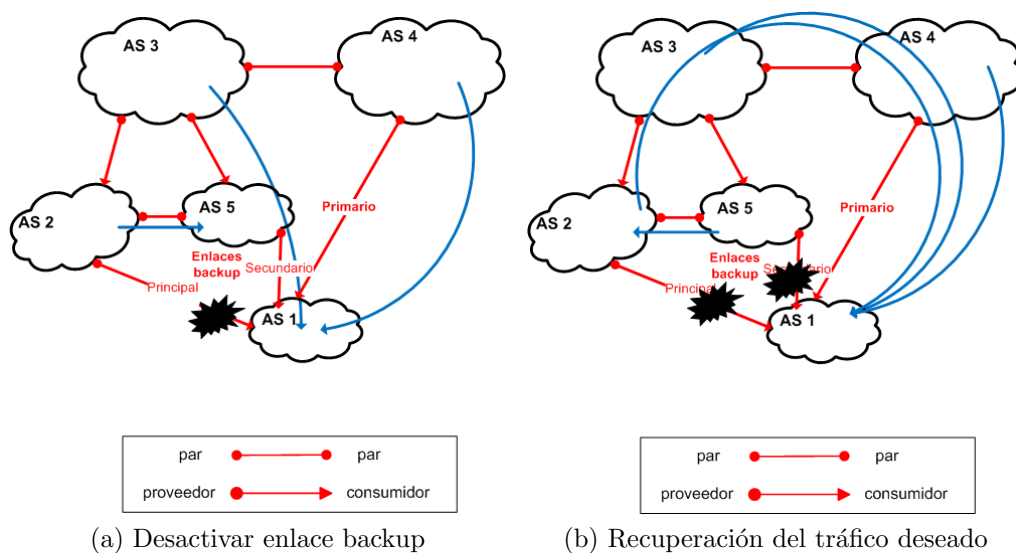 AS 3
AS 4
AS 2
AS 5
Primario
Enlaces
backup
Secundario
Principal
AS 1
par
par
proveedor
consumidor
(a) Desactivar enlace backup
AS 3
AS 4
AS 2
AS 5
Primario
Enlaces
backup
Secundario
Principal
AS 1
par
par
proveedor
consumidor
(b) Recuperación del tráfico deseado